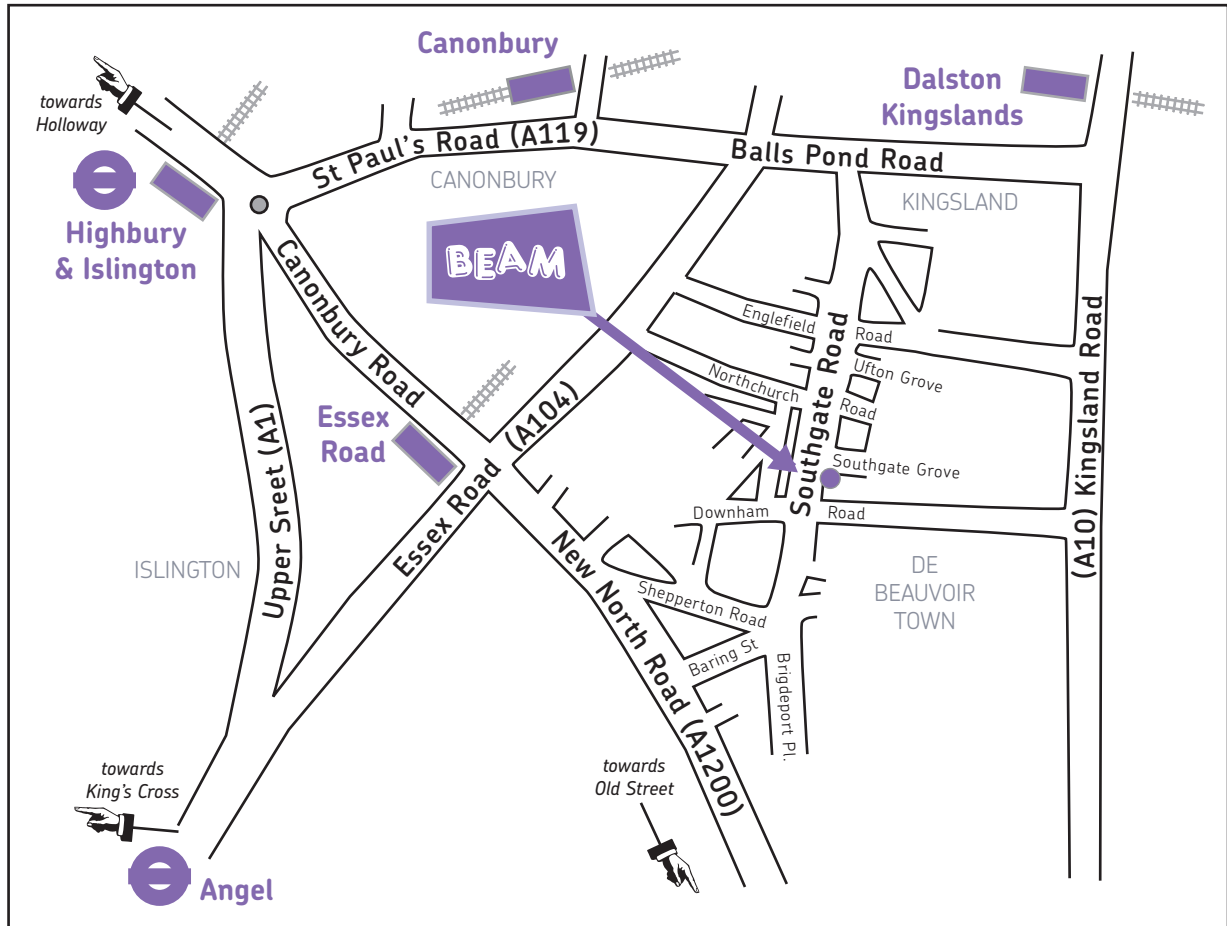 Canonbury
Dalston
Kingslands
towards
Holloway
St Paul's Road (A119)
Balls Pond Road
CANONBURY
KINGSLAND
Highbury
& Islington
BEAM
Canonbury Road
Englefield Road
Southgate Road
Ufton Grove
Northchurch Road
(A10) Kingsland Road
Essex
Road
Essex Road (A104)
Upper Street (A1)
Southgate Grove
Downham Road
ISLINGTON
New North Road (A1200)
DE
BEAUVOIR
TOWN
Shepperton Road
Baring St
Brigdeport Pl.
towards
King's Cross
towards
Old Street
Angel